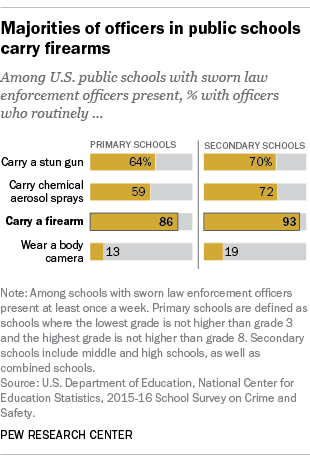 Majorities of officers in public schools
carry firearms
Among U.S. public schools with sworn law
enforcement officers present, % with officers
who routinely ...
PRIMARY SCHOOLS SECONDARY SCHOOLS
Carry a stun gun 64% 70%
Carry chemical
aerosol sprays 59 72
Carry a firearm 86 93
Wear a body
camera 13 19
Note: Among schools with sworn law enforcement officers
present at least once a week. Primary schools are defined as
schools where the lowest grade is not higher than grade 3
and the highest grade is not higher than grade 8. Secondary
schools include middle and high schools, as well as
combined schools.
Source: U.S. Department of Education, National Center for
Education Statistics, 2015-16 School Survey on Crime and
Safety.
PEW RESEARCH CENTER